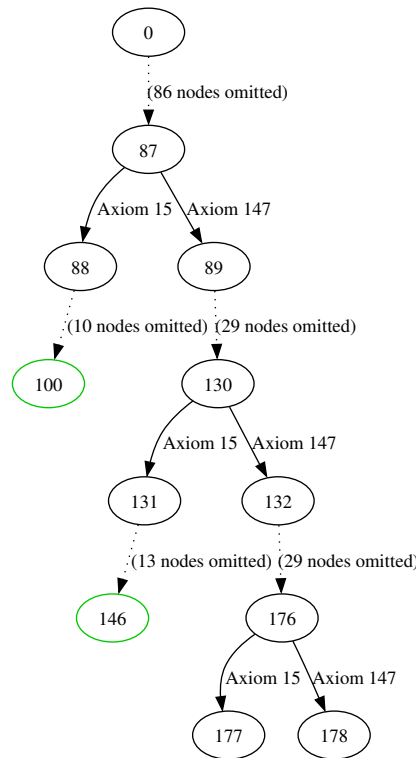 0
(86 nodes omitted)
87
Axiom 15 Axiom 147
88 89
(10 nodes omitted) (29 nodes omitted)
100 130
Axiom 15 Axiom 147
131 132
(13 nodes omitted) (29 nodes omitted)
146 176
Axiom 15 Axiom 147
177 178